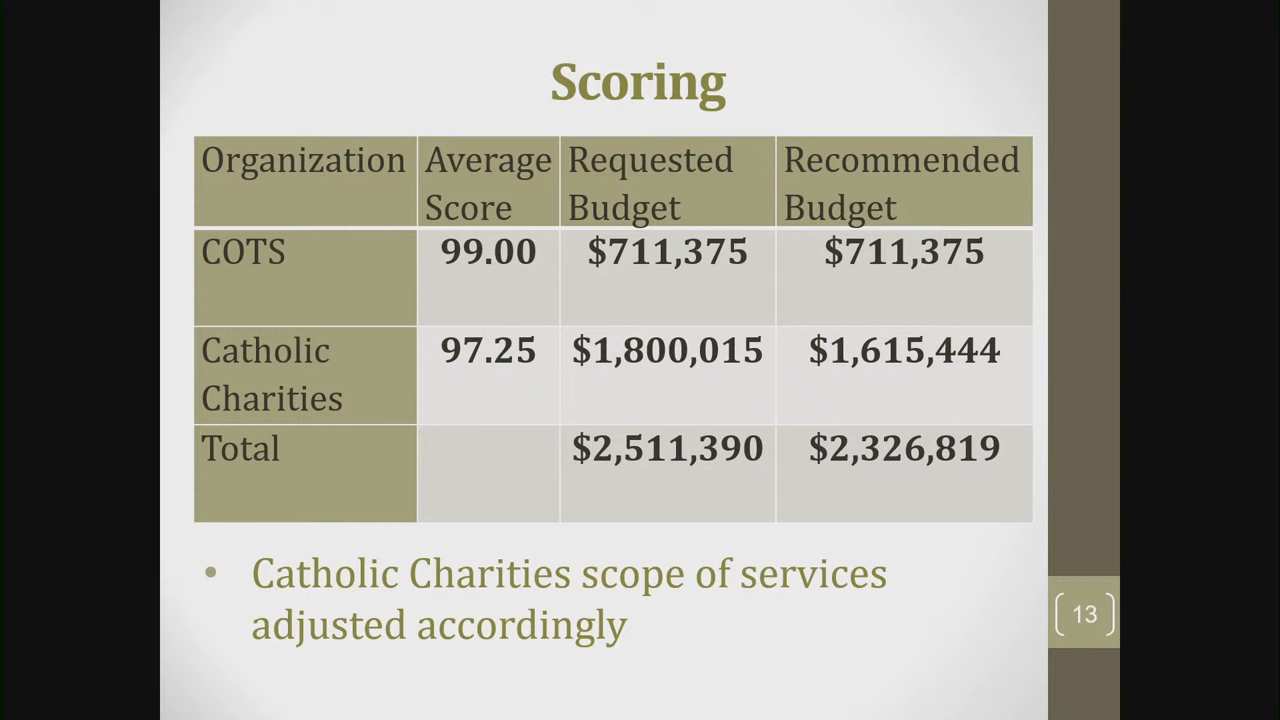 Scoring
Organization Average Requested Recommended
Score Budget Budget
COTS 99.00 $711,375 $711,375
Catholic 97.25 $1,800,015 $1,615,444
Charities
Total $2,511,390 $2,326,819
• Catholic Charities scope of services
adjusted accordingly
13